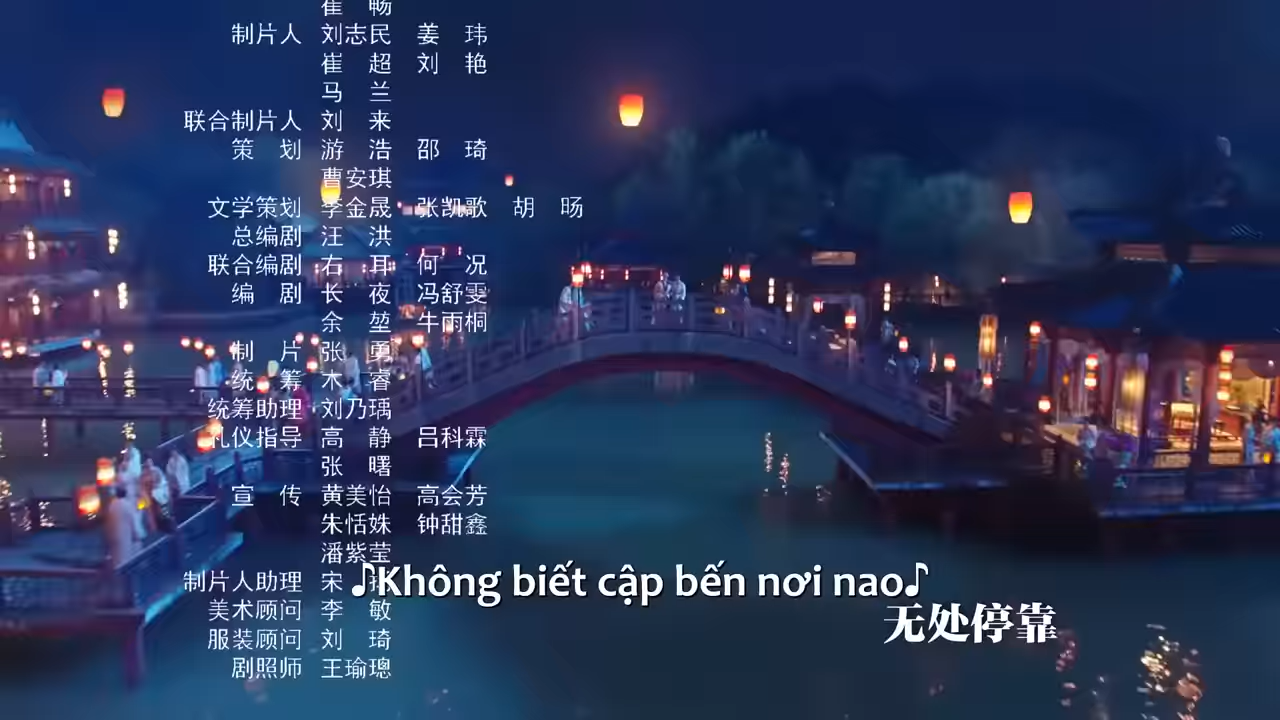 崔 畅
制片人 刘志民 姜 玮
崔 超 刘 艳
马 兰
联合制片人 刘 来
策 划 游 浩 邵 琦
曹安琪
文学策划 李金晟 张凯歌 胡 旸
总编剧 汪 洪
联合编剧 右 耳 何 况
编 剧 长 夜 冯舒雯
余 堃 牛雨桐
制 片 张 勇
统 筹 木 睿
统筹助理 刘乃瑀
礼仪指导 高 静 吕科霖
张 曙
宣 传 黄美怡 高会芳
朱恬姝 钟甜鑫
潘紫莹
制片人助理 宋
♪Không biết cập bến nơi nao♪
美术顾问 李 敏
无处停靠
服装顾问 刘 琦
剧照师 王瑜璁